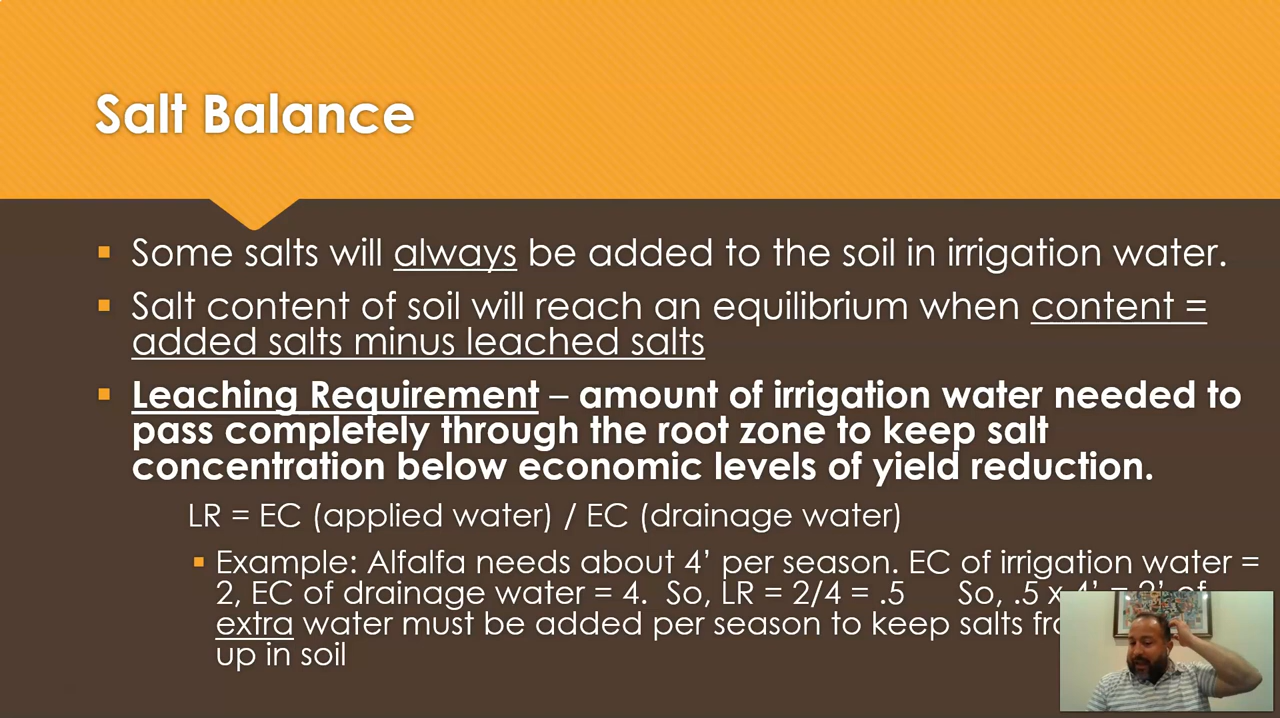 Salt Balance
Some salts will always be added to the soil in irrigation water.
Salt content of soil will reach an equilibrium when content =
added salts minus leached salts
Leaching Requirement – amount of irrigation water needed to
pass completely through the root zone to keep salt
concentration below economic levels of yield reduction.
LR = EC (applied water) / EC (drainage water)
Example: Alfalfa needs about 4’ per season. EC of irrigation water =
2, EC of drainage water = 4. So, LR = 2/4 = .5 So, .5 x 4’ = 2’ of
extra water must be added per season to keep salts
up in soil